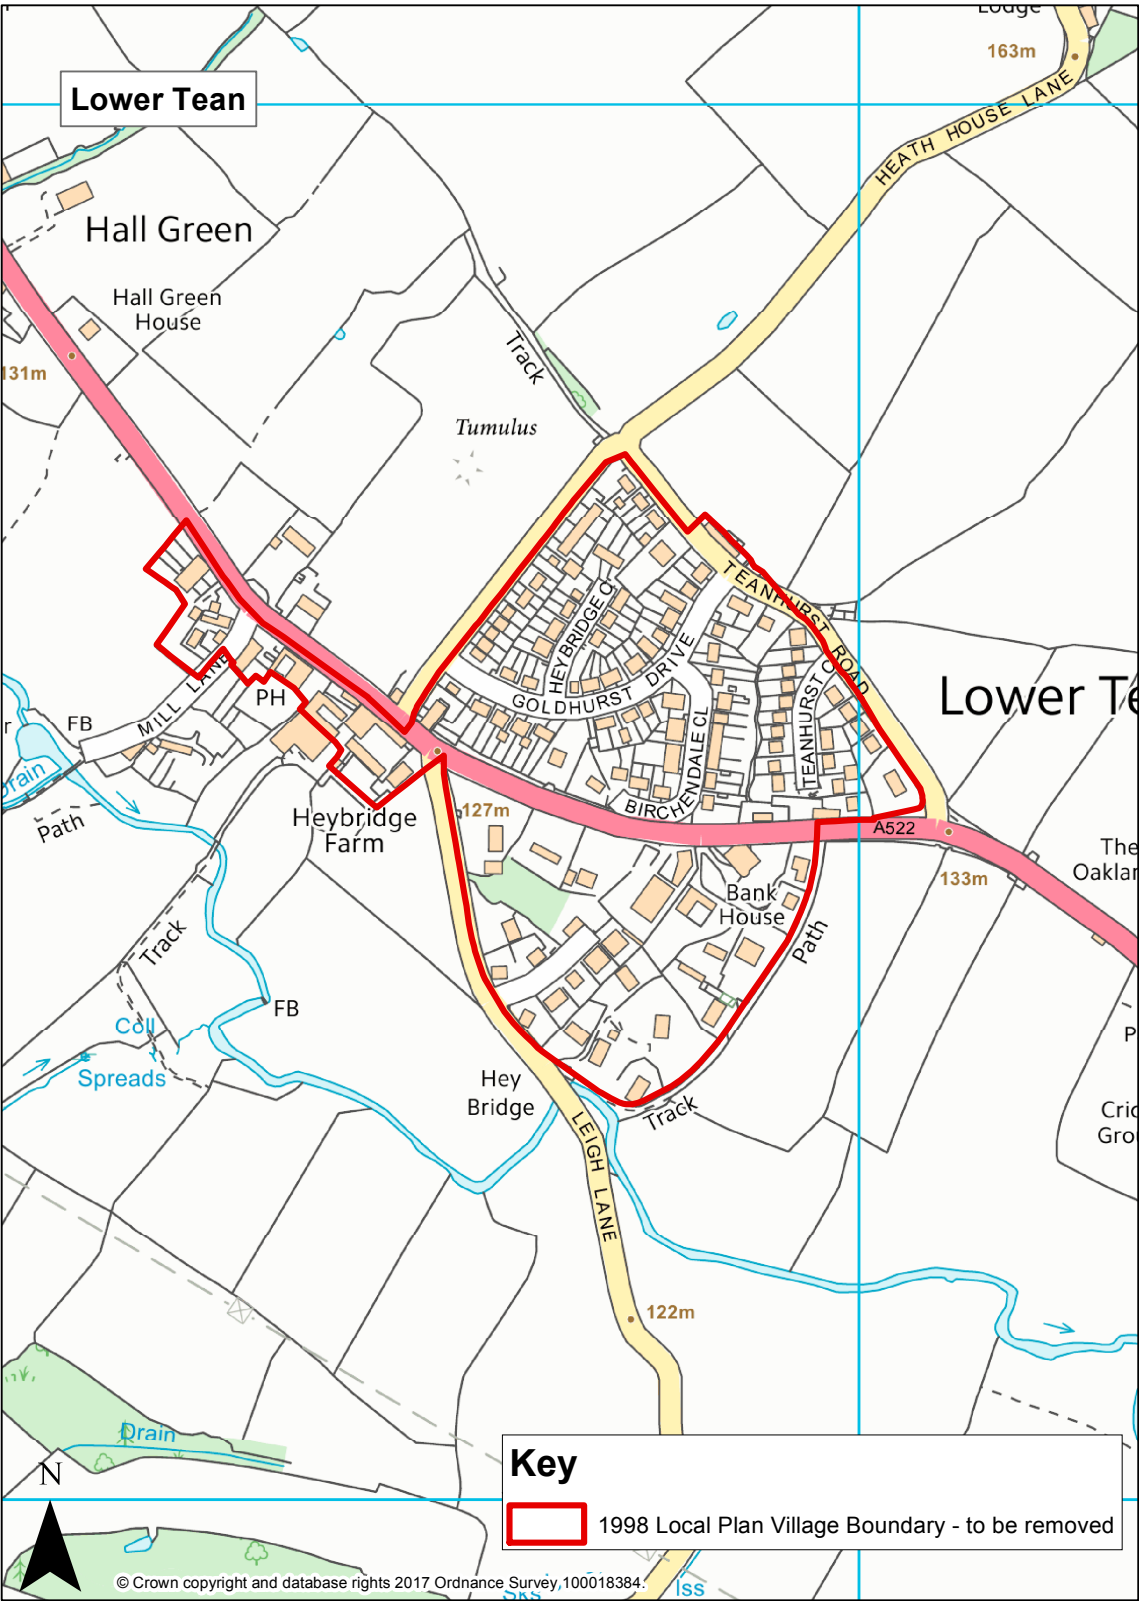 Lodge
163m
Lower Tean
HEATH HOUSE LANE
Hall Green
Hall Green
House
131m
Track
Tumulus
TEANHURST ROAD
HEYBRIDGE C
GOLDHURST DRIVE
TEANHURST C
BIRCHENDALE CL
MILL LANE
PH
FB
Drain
Path
Lower Te
127m
Heybridge
Farm
A522
133m
The
Oaklan
Bank
House
Path
Track
FB
Coll
Spreads
Hey
Bridge
Track
LEIGH LANE
P
Cric
Gro
122m
Drain
N
Key
1998 Local Plan Village Boundary - to be removed
© Crown copyright and database rights 2017 Ordnance Survey 100018384.
Iss